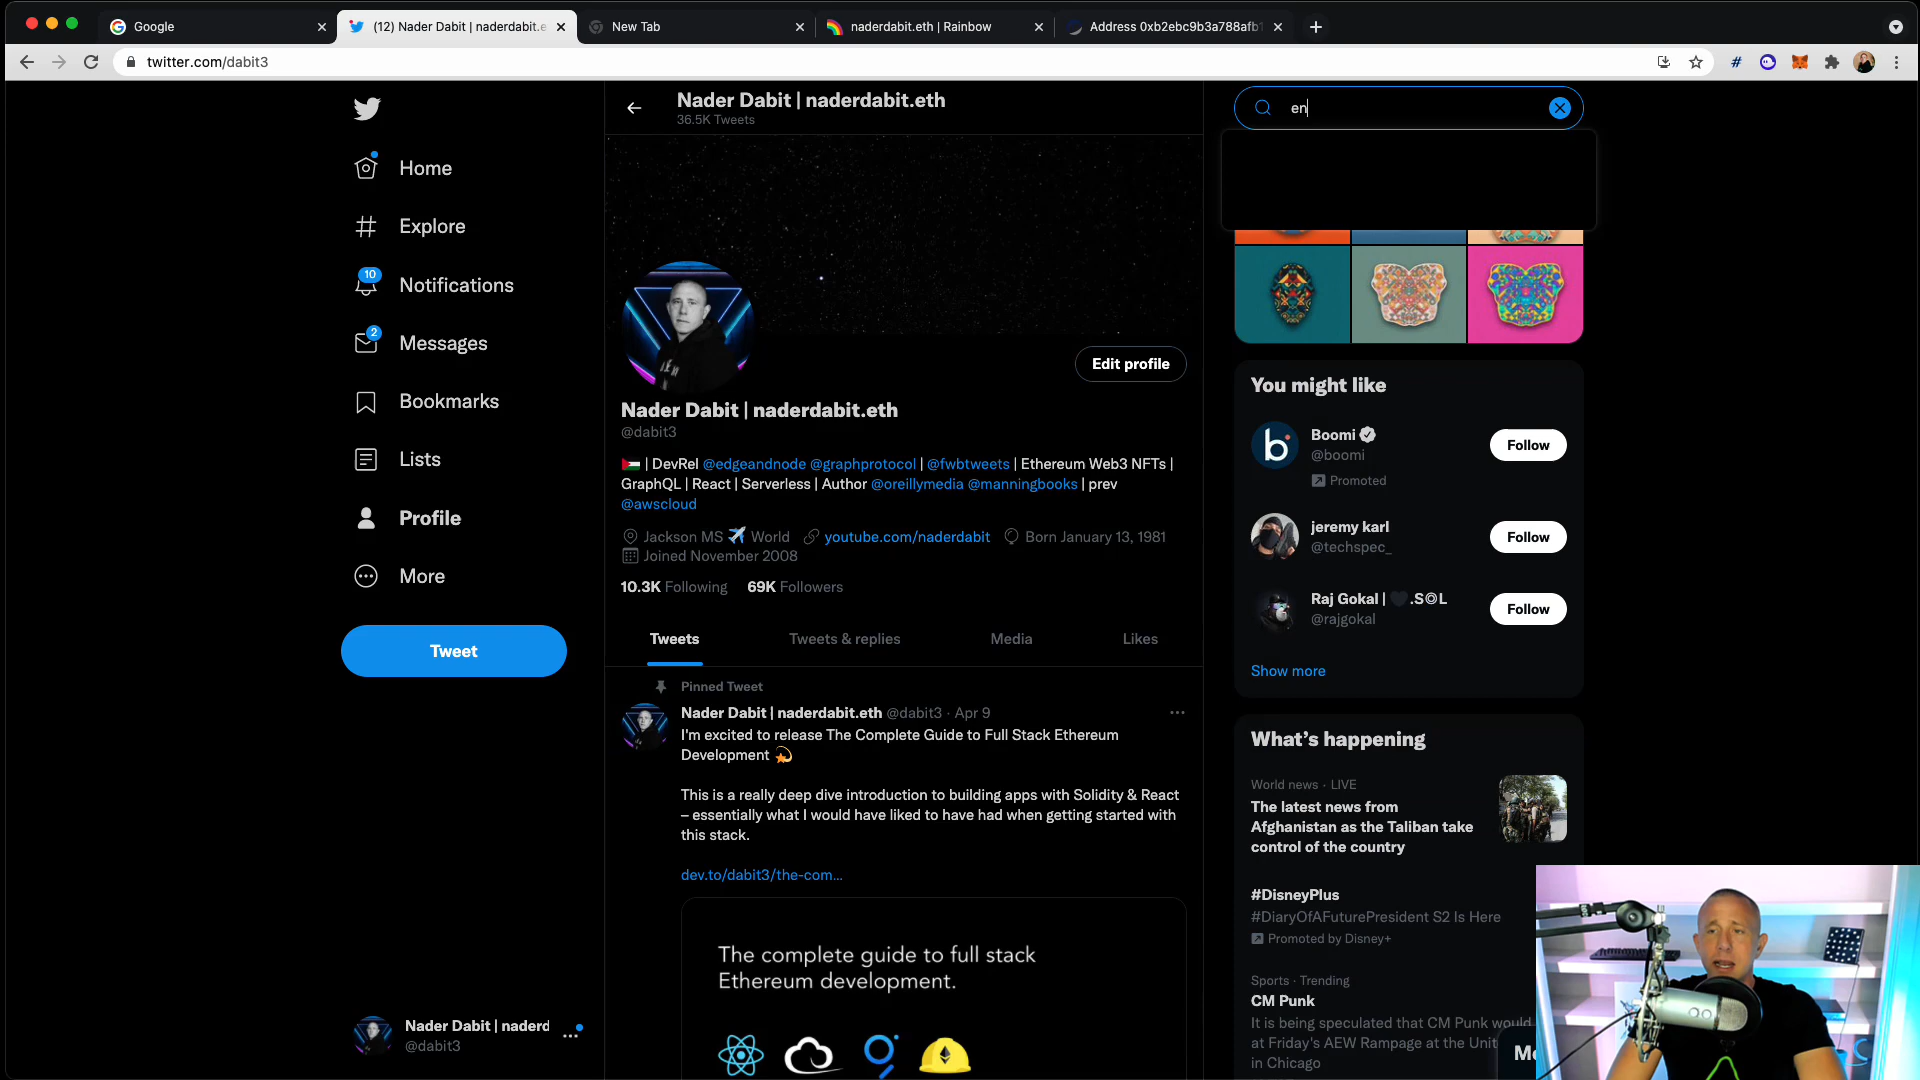 Google
(12) Nader Dabit | naderdabit.e
New Tab
naderdabit.eth | Rainbow
Address 0xb2ebc9b3a788afb1
twitter.com/dabit3
Home
Explore
10
Notifications
2
Messages
Bookmarks
Lists
Profile
More
Tweet
Nader Dabit | naderd
@dabit3
Nader Dabit | naderdabit.eth
36.5K Tweets
Edit profile
Nader Dabit | naderdabit.eth
@dabit3
| DevRel @edgeandnode @graphprotocol | @fwbtweets | Ethereum Web3 NFTs |
GraphQL | React | Serverless | Author @oreillymedia @manningbooks | prev
@awscloud
Jackson MS ✈️ World youtube.com/naderdabit Born January 13, 1981
Joined November 2008
10.3K Following 69K Followers
Tweets Tweets & replies Media Likes
Pinned Tweet
Nader Dabit | naderdabit.eth @dabit3 · Apr 9
I'm excited to release The Complete Guide to Full Stack Ethereum
Development 💫
This is a really deep dive introduction to building apps with Solidity & React
– essentially what I would have liked to have had when getting started with
this stack.
dev.to/dabit3/the-com...
The complete guide to full stack
Ethereum development.
en
You might like
Boomi
@boomi
Promoted
Follow
jeremy karl
@techspec_
Follow
Raj Gokal | 🖤.S◎L
@rajgokal
Follow
Show more
What's happening
World news · LIVE
The latest news from
Afghanistan as the Taliban take
control of the country
#DisneyPlus
#DiaryOfAFuturePresident S2 Is Here
Promoted by Disney+
Sports · Trending
CM Punk
It is being speculated that CM Punk would
at Friday's AEW Rampage at the Unit
in Chicago